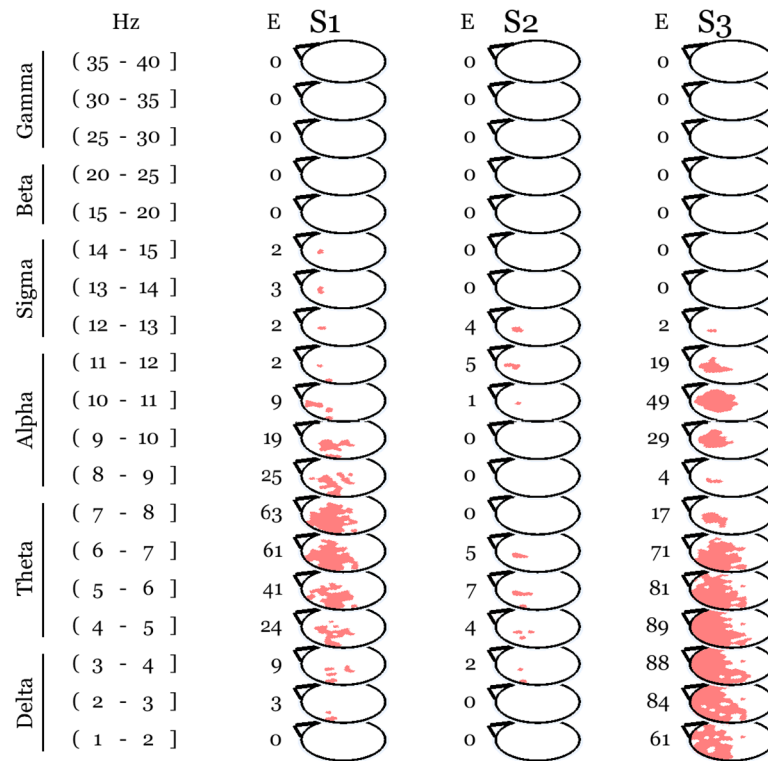 Hz E S1 E S2 E S3
( 35 - 40 ] 0 0 0
Gamma ( 30 - 35 ] 0 0 0
( 25 - 30 ] 0 0 0
( 20 - 25 ] 0 0 0
Beta ( 15 - 20 ] 0 0 0
( 14 - 15 ] 2 0 0
Sigma ( 13 - 14 ] 3 0 0
( 12 - 13 ] 2 4 2
( 11 - 12 ] 2 5 19
Alpha ( 10 - 11 ] 9 1 49
( 9 - 10 ] 19 0 29
( 8 - 9 ] 25 0 4
( 7 - 8 ] 63 0 17
Theta ( 6 - 7 ] 61 5 71
( 5 - 6 ] 41 7 81
( 4 - 5 ] 24 4 89
( 3 - 4 ] 9 2 88
Delta ( 2 - 3 ] 3 0 84
( 1 - 2 ] 0 0 61